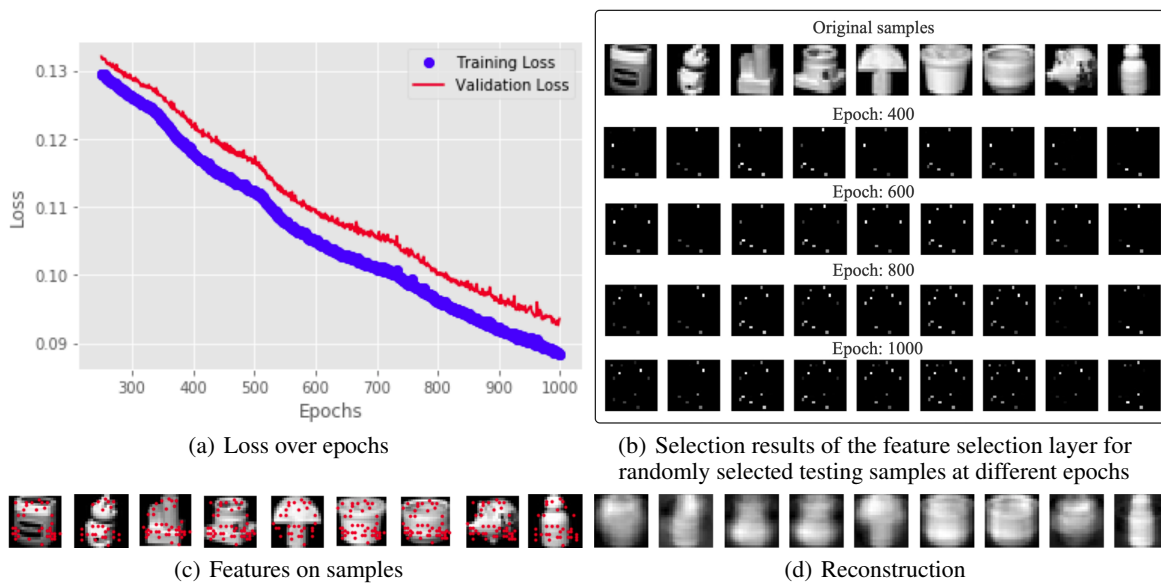 Training Loss
Validation Loss
0.13
0.12
0.11
0.10
0.09
Loss
300 400 500 600 700 800 900 1000
Epochs
(a) Loss over epochs
Original samples
Epoch: 400
Epoch: 600
Epoch: 800
Epoch: 1000
(b) Selection results of the feature selection layer for
randomly selected testing samples at different epochs
(c) Features on samples
(d) Reconstruction